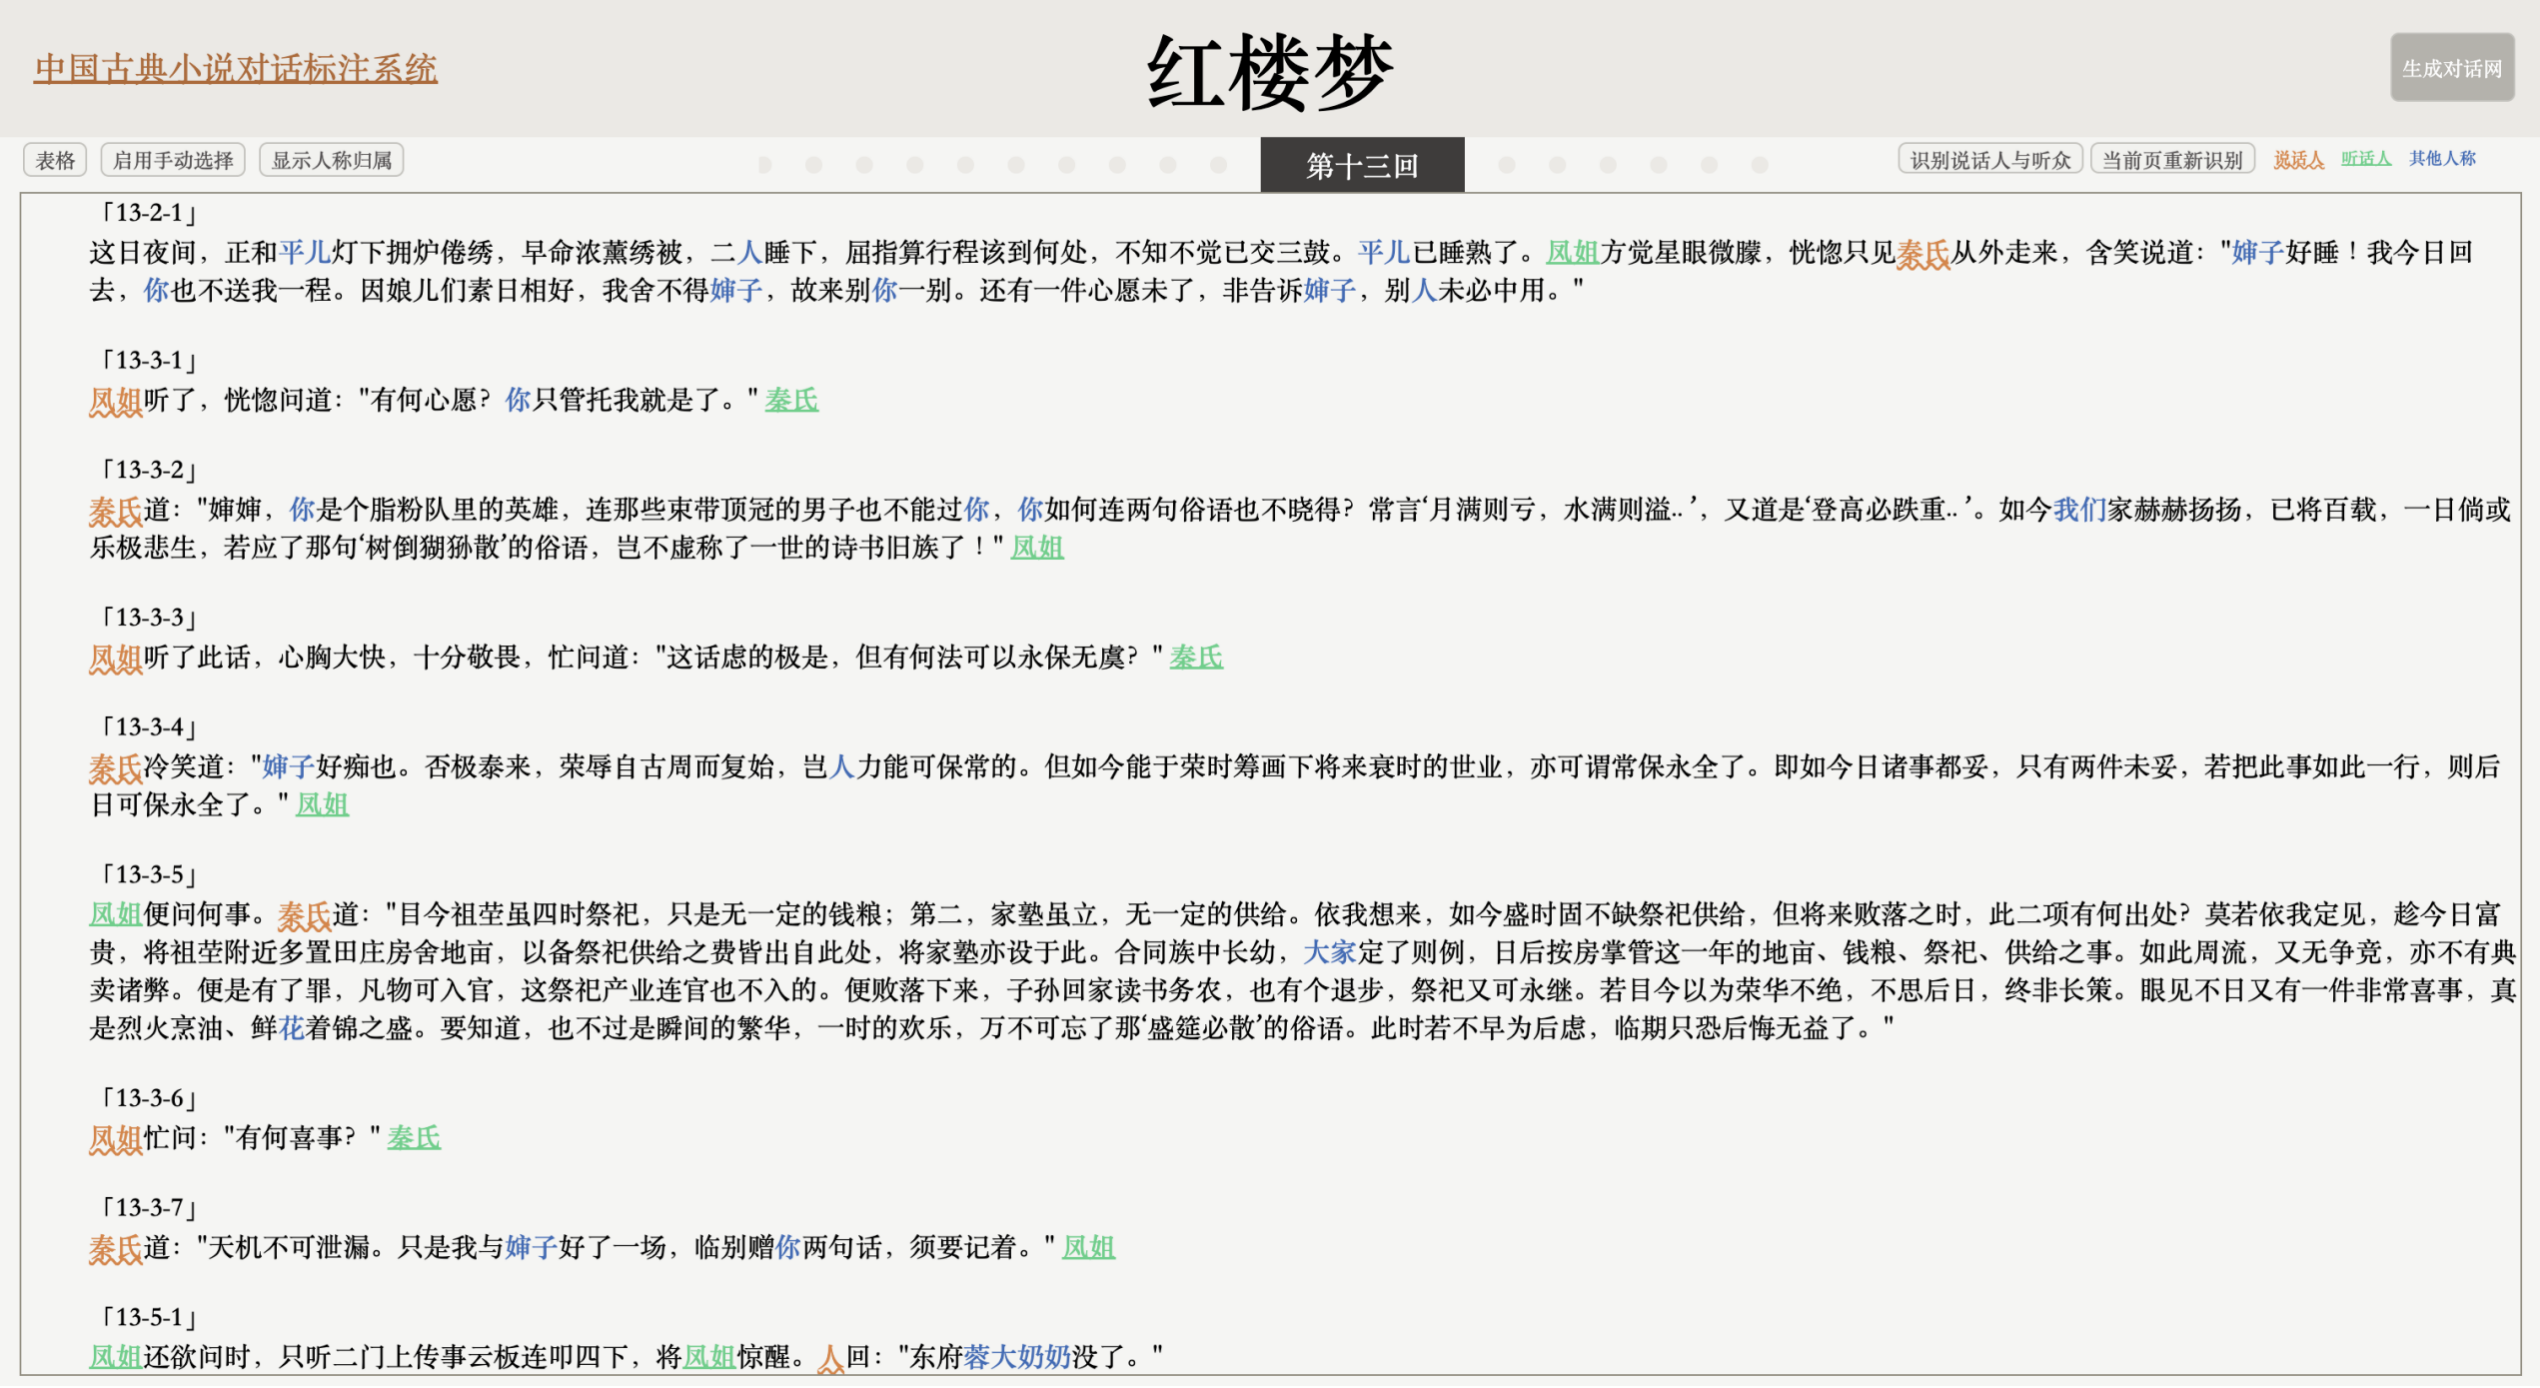 中国古典小说对话标注系统
红楼梦
生成对话网
表格 启用手动选择 显示人称归属
第十三回
识别说话人与听众 当前页重新识别 说话人 听话人 其他人称
「13-2-1」
这日夜间，正和平儿灯下拥炉倦绣，早命浓薰绣被，二人睡下，屈指算行程该到何处，不知不觉已交三鼓。平儿已睡熟了。凤姐方觉星眼微朦，恍惚只见秦氏从外走来，含笑说道："婶子好睡！我今日回
去，你也不送我一程。因娘儿们素日相好，我舍不得婶子，故来别你一别。还有一件心愿未了，非告诉婶子，别人未必中用。"
「13-3-1」
凤姐听了，恍惚问道："有何心愿？你只管托我就是了。" 秦氏
「13-3-2」
秦氏道："婶婶，你是个脂粉队里的英雄，连那些束带顶冠的男子也不能过你，你如何连两句俗语也不晓得？常言‘月满则亏，水满则溢..’，又道是‘登高必跌重..’。如今我们家赫赫扬扬，已将百载，一日倘或
乐极悲生，若应了那句‘树倒猢狲散’的俗语，岂不虚称了一世的诗书旧族了！" 凤姐
「13-3-3」
凤姐听了此话，心胸大快，十分敬畏，忙问道："这话虑的极是，但有何法可以永保无虞？" 秦氏
「13-3-4」
秦氏冷笑道："婶子好痴也。否极泰来，荣辱自古周而复始，岂人力能可保常的。但如今能于荣时筹画下将来衰时的世业，亦可谓常保永全了。即如今日诸事都妥，只有两件未妥，若把此事如此一行，则后
日可保永全了。" 凤姐
「13-3-5」
凤姐便问何事。秦氏道："目今祖茔虽四时祭祀，只是无一定的钱粮；第二，家塾虽立，无一定的供给。依我想来，如今盛时固不缺祭祀供给，但将来败落之时，此二项有何出处？莫若依我定见，趁今日富
贵，将祖茔附近多置田庄房舍地亩，以备祭祀供给之费皆出自此处，将家塾亦设于此。合同族中长幼，大家定了则例，日后按房掌管这一年的地亩、钱粮、祭祀、供给之事。如此周流，又无争竞，亦不有典
卖诸弊。便是有了罪，凡物可入官，这祭祀产业连官也不入的。便败落下来，子孙回家读书务农，也有个退步，祭祀又可永继。若目今以为荣华不绝，不思后日，终非长策。眼见不日又有一件非常喜事，真
是烈火烹油、鲜花着锦之盛。要知道，也不过是瞬间的繁华，一时的欢乐，万不可忘了那‘盛筵必散’的俗语。此时若不早为后虑，临期只恐后悔无益了。"
「13-3-6」
凤姐忙问："有何喜事？" 秦氏
「13-3-7」
秦氏道："天机不可泄漏。只是我与婶子好了一场，临别赠你两句话，须要记着。" 凤姐
「13-5-1」
凤姐还欲问时，只听二门上传事云板连叩四下，将凤姐惊醒。人回："东府蓉大奶奶没了。"